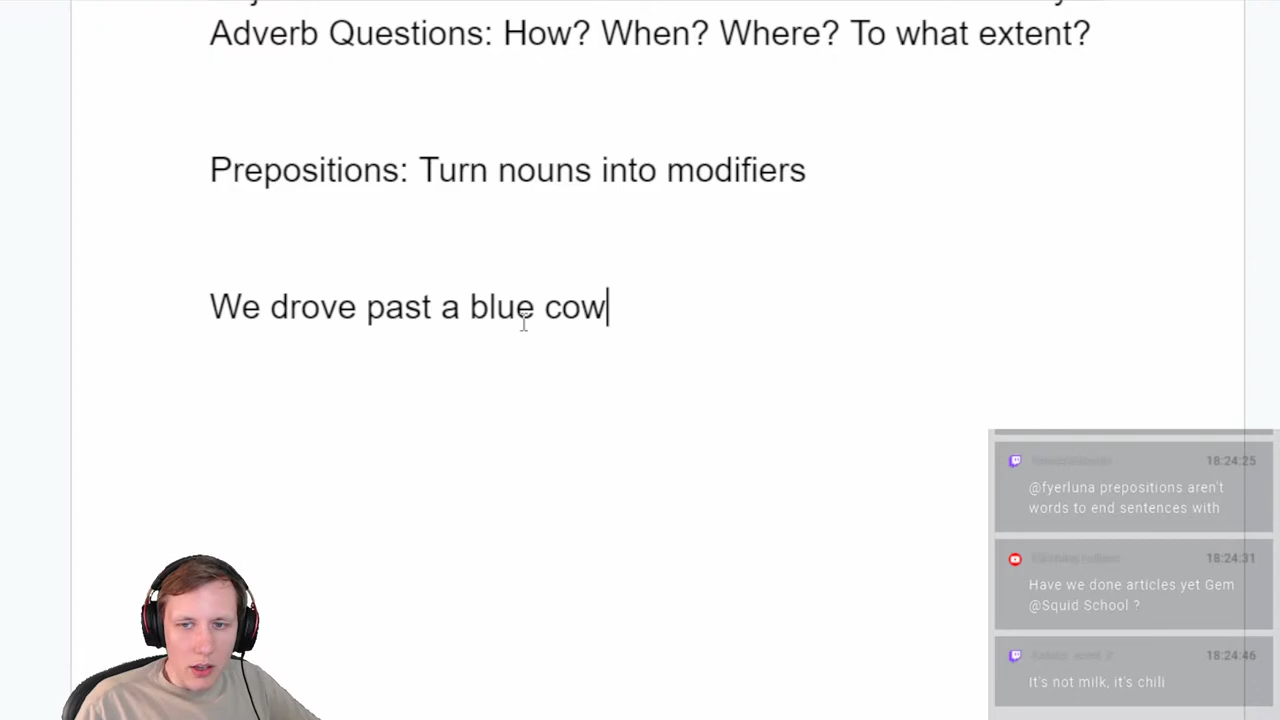 Adverb Questions: How? When? Where? To what extent?
Prepositions: Turn nouns into modifiers
We drove past a blue cow
18:24:25
@fyerluna prepositions aren't
words to end sentences with
18:24:31
Have we done articles yet Gem
@Squid School ?
18:24:46
It's not milk, it's chili